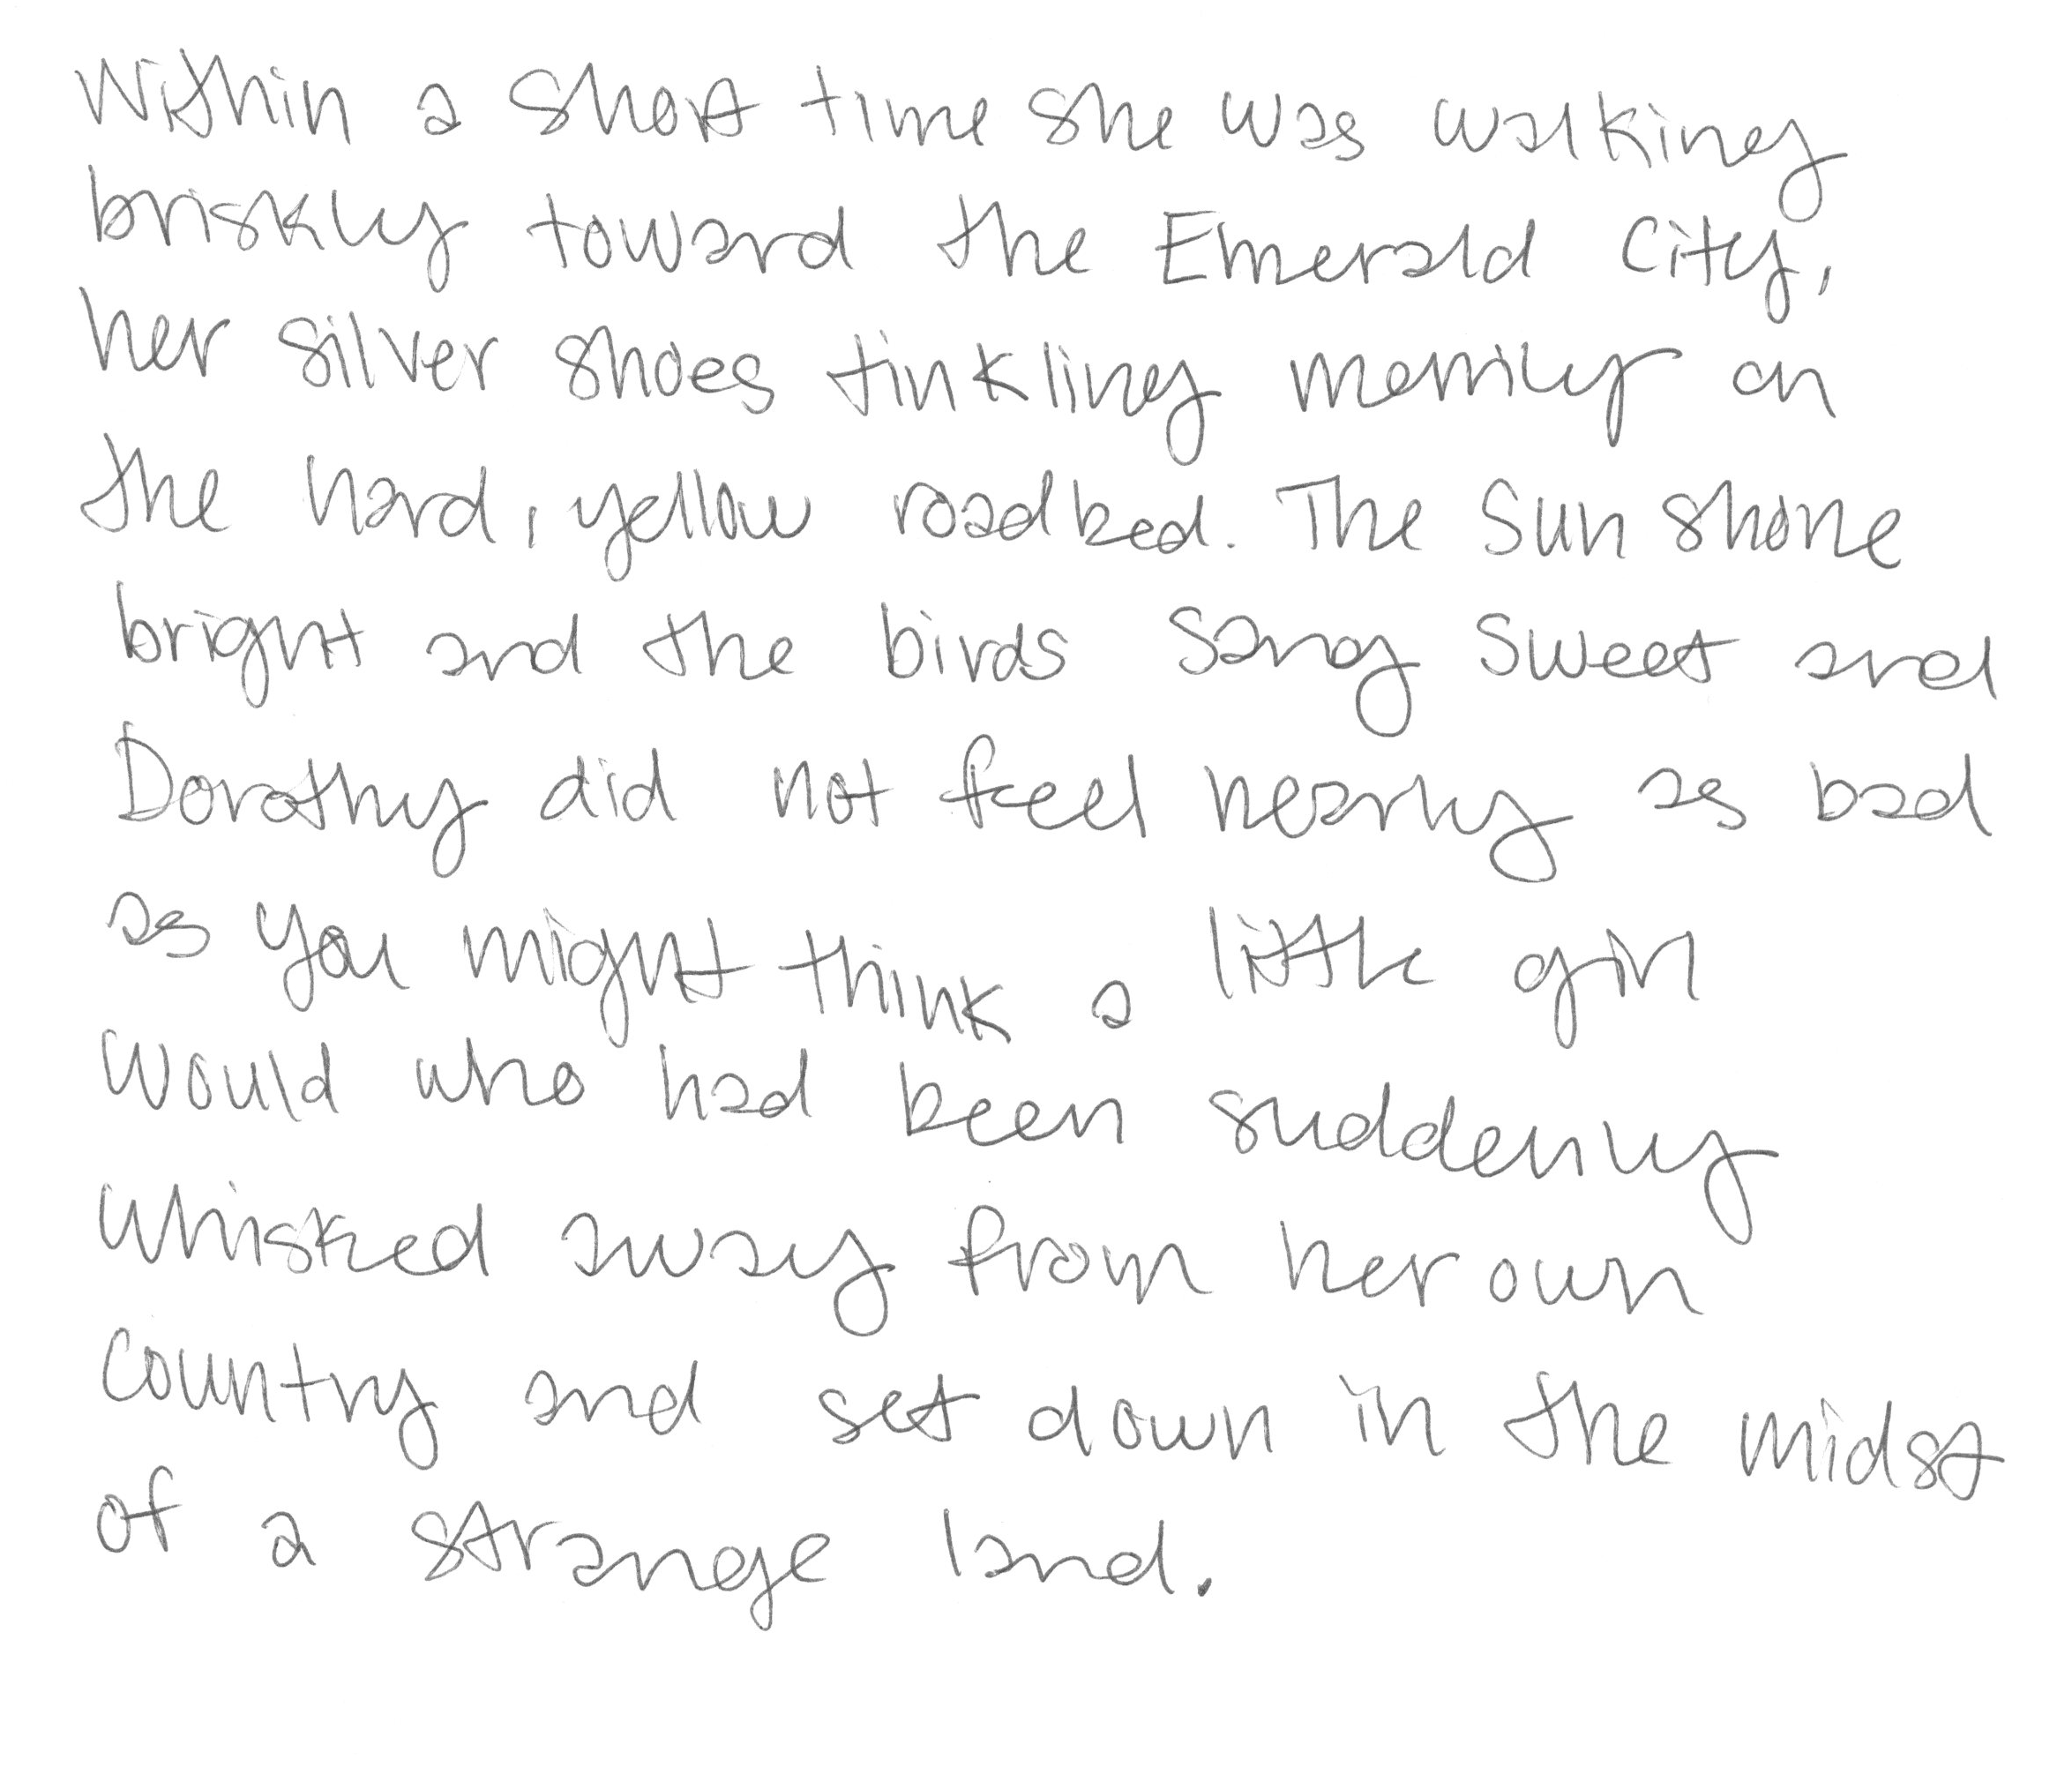 Within a short time she was walking
briskly toward the Emerald City,
her silver shoes tinkling merrily on
the hard, yellow roadbed. The sun shone
bright and the birds sang sweet and
Dorothy did not feel nearly as bad
as you might think a little girl
would who had been suddenly
whisked away from her own
country and set down in the midst
of a strange land.